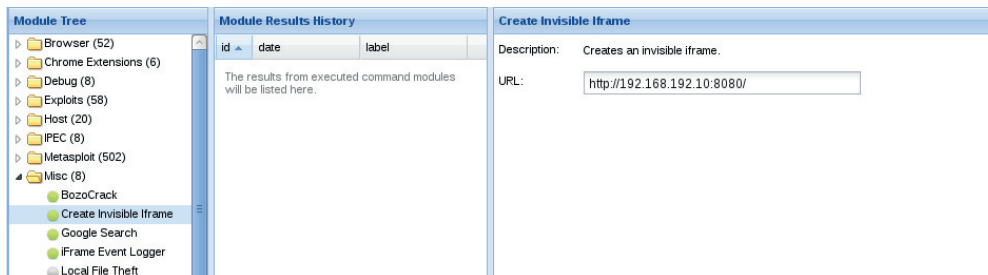 Module Tree
Browser (52)
Chrome Extensions (6)
Debug (8)
Exploits (58)
Host (20)
IPEC (8)
Metasploit (502)
Misc (8)
BozoCrack
Create Invisible Iframe
Google Search
iFrame Event Logger
Local File Theft
Module Results History
id date label
The results from executed command modules
will be listed here.
Create Invisible Iframe
Description: Creates an invisible iframe.
URL: http://192.168.192.10:8080/